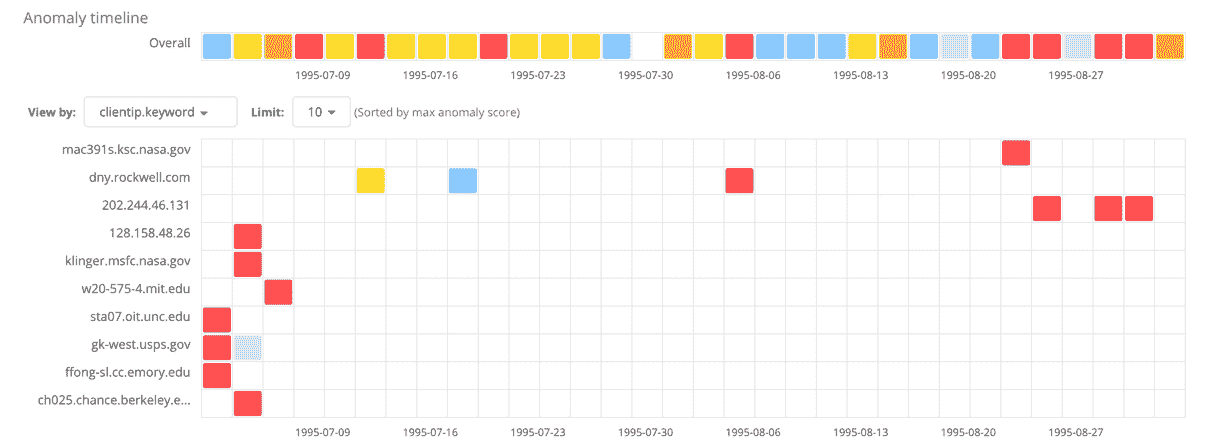 Anomaly timeline
Overall
1995-07-09 1995-07-16 1995-07-23 1995-07-30 1995-08-06 1995-08-13 1995-08-20 1995-08-27
View by: clientip.keyword Limit: 10 (Sorted by max anomaly score)
mac391s.ksc.nasa.gov
dny.rockwell.com
202.244.46.131
128.158.48.26
klinger.msfc.nasa.gov
w20-575-4.mit.edu
sta07.oit.unc.edu
gk-west.usps.gov
ffong-sl.cc.emory.edu
ch025.chance.berkeley.e...
1995-07-09 1995-07-16 1995-07-23 1995-07-30 1995-08-06 1995-08-13 1995-08-20 1995-08-27